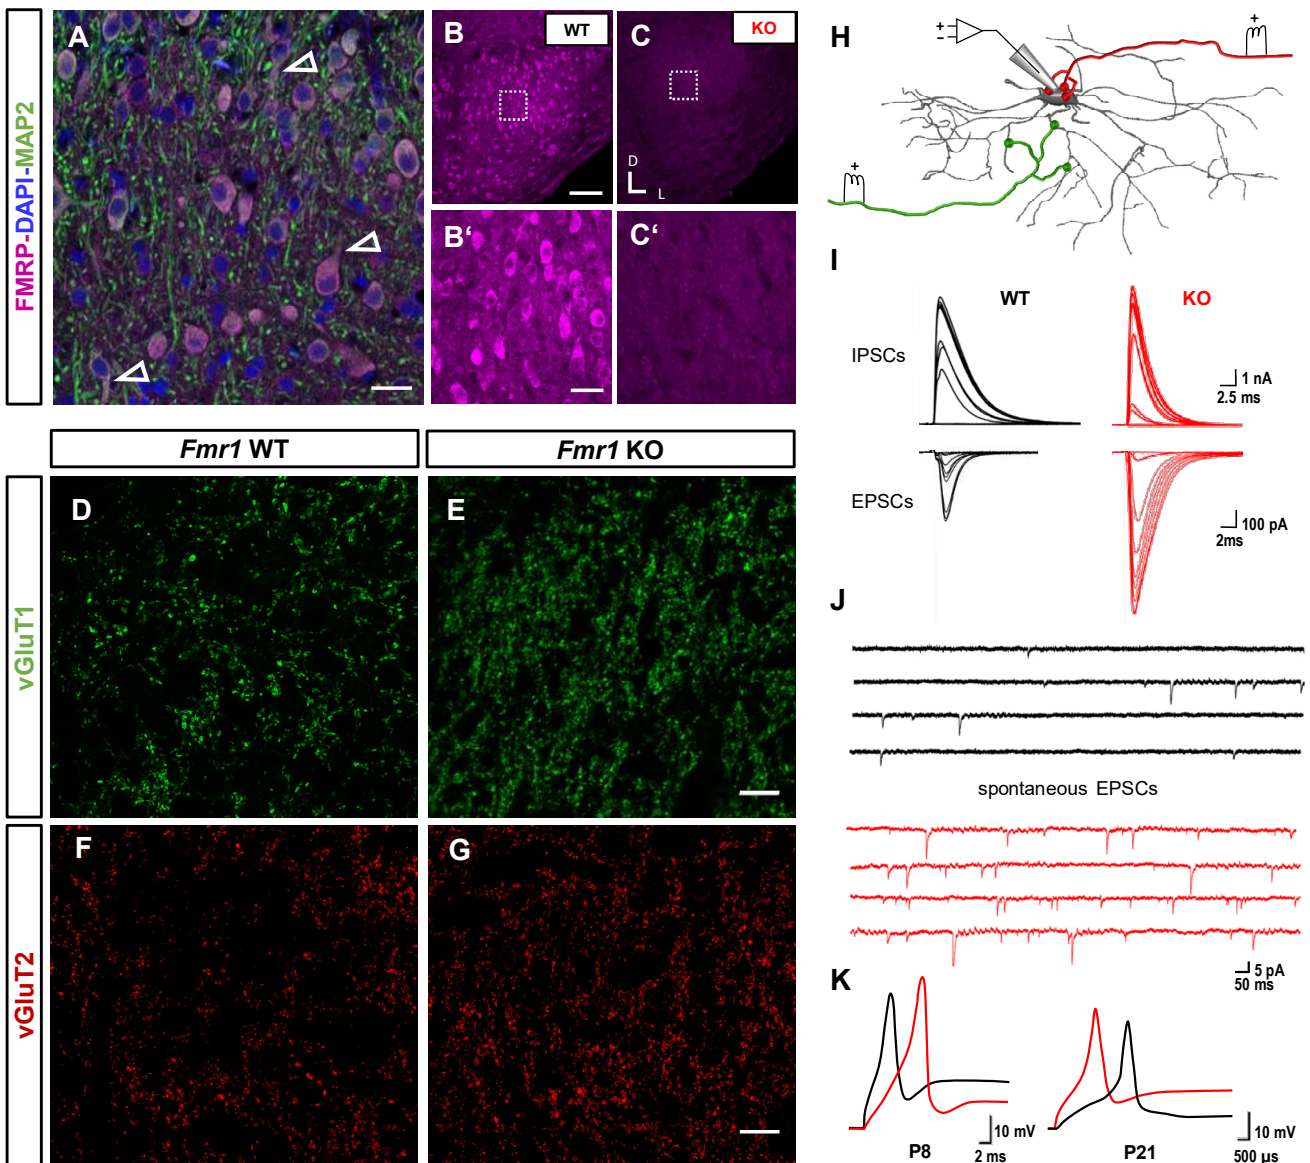 FMRP-DAPI-MAP2
A
B
WT
C
KO
D
L
B'
C'
H
+
-
+
+
I
WT
KO
IPSCs
1 nA
2.5 ms
EPSCs
100 pA
2ms
Fmr1 WT
Fmr1 KO
vGluT1
D
E
vGluT2
F
G
J
spontaneous EPSCs
5 pA
50 ms
K
10 mV
2 ms
P8
10 mV
500 µs
P21